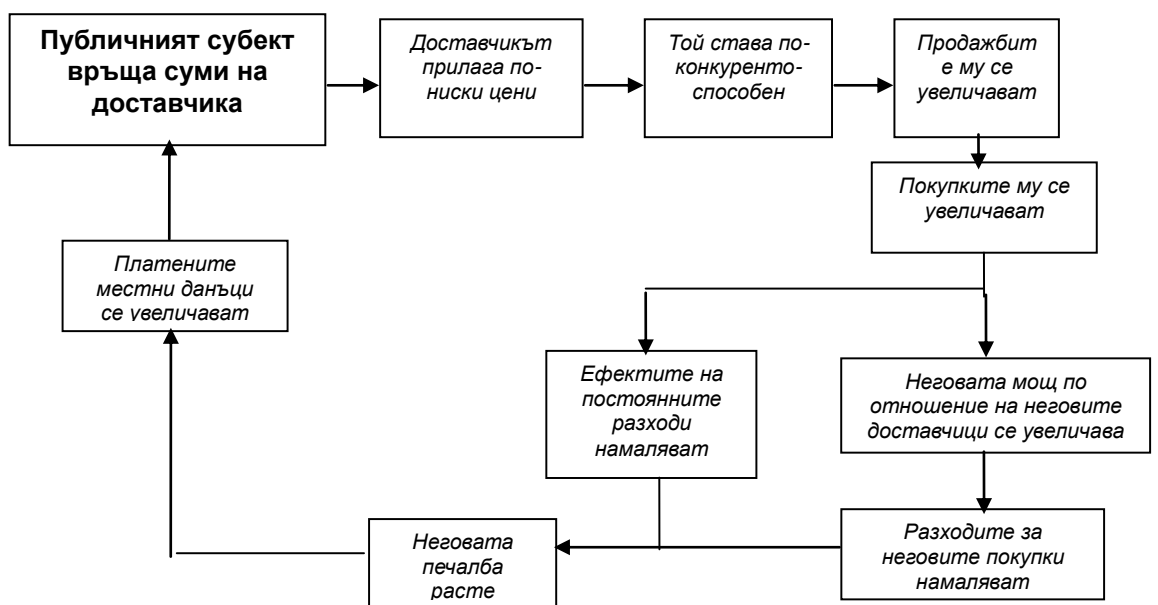 Публичният субект
връща суми на
доставчика
Доставчикът
прилага по-
ниски цени
Той става по-
конкуренто-
способен
Продажбит
е му се
увеличават
Покупките му се
увеличават
Платените
местни данъци
се увеличават
Ефектите на
постоянните
разходи
намаляват
Неговата мощ по
отношение на неговите
доставчици се увеличава
Неговата
печалба
расте
Разходите за
неговите покупки
намаляват